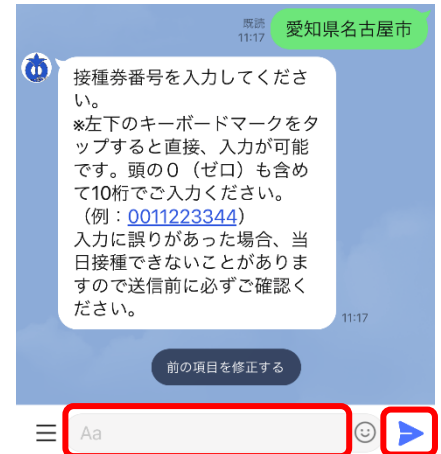 既読
11:17
愛知県名古屋市
接種券番号を入力してくださ
い。
※左下のキーボードマークをタ
ップすると直接、入力が可能
です。頭の０（ゼロ）も含め
て10桁でご入力ください。
（例：0011223344）
入力に誤りがあった場合、当
日接種できないことがありま
すので送信前に必ずご確認く
ださい。
11:17
前の項目を修正する
Aa